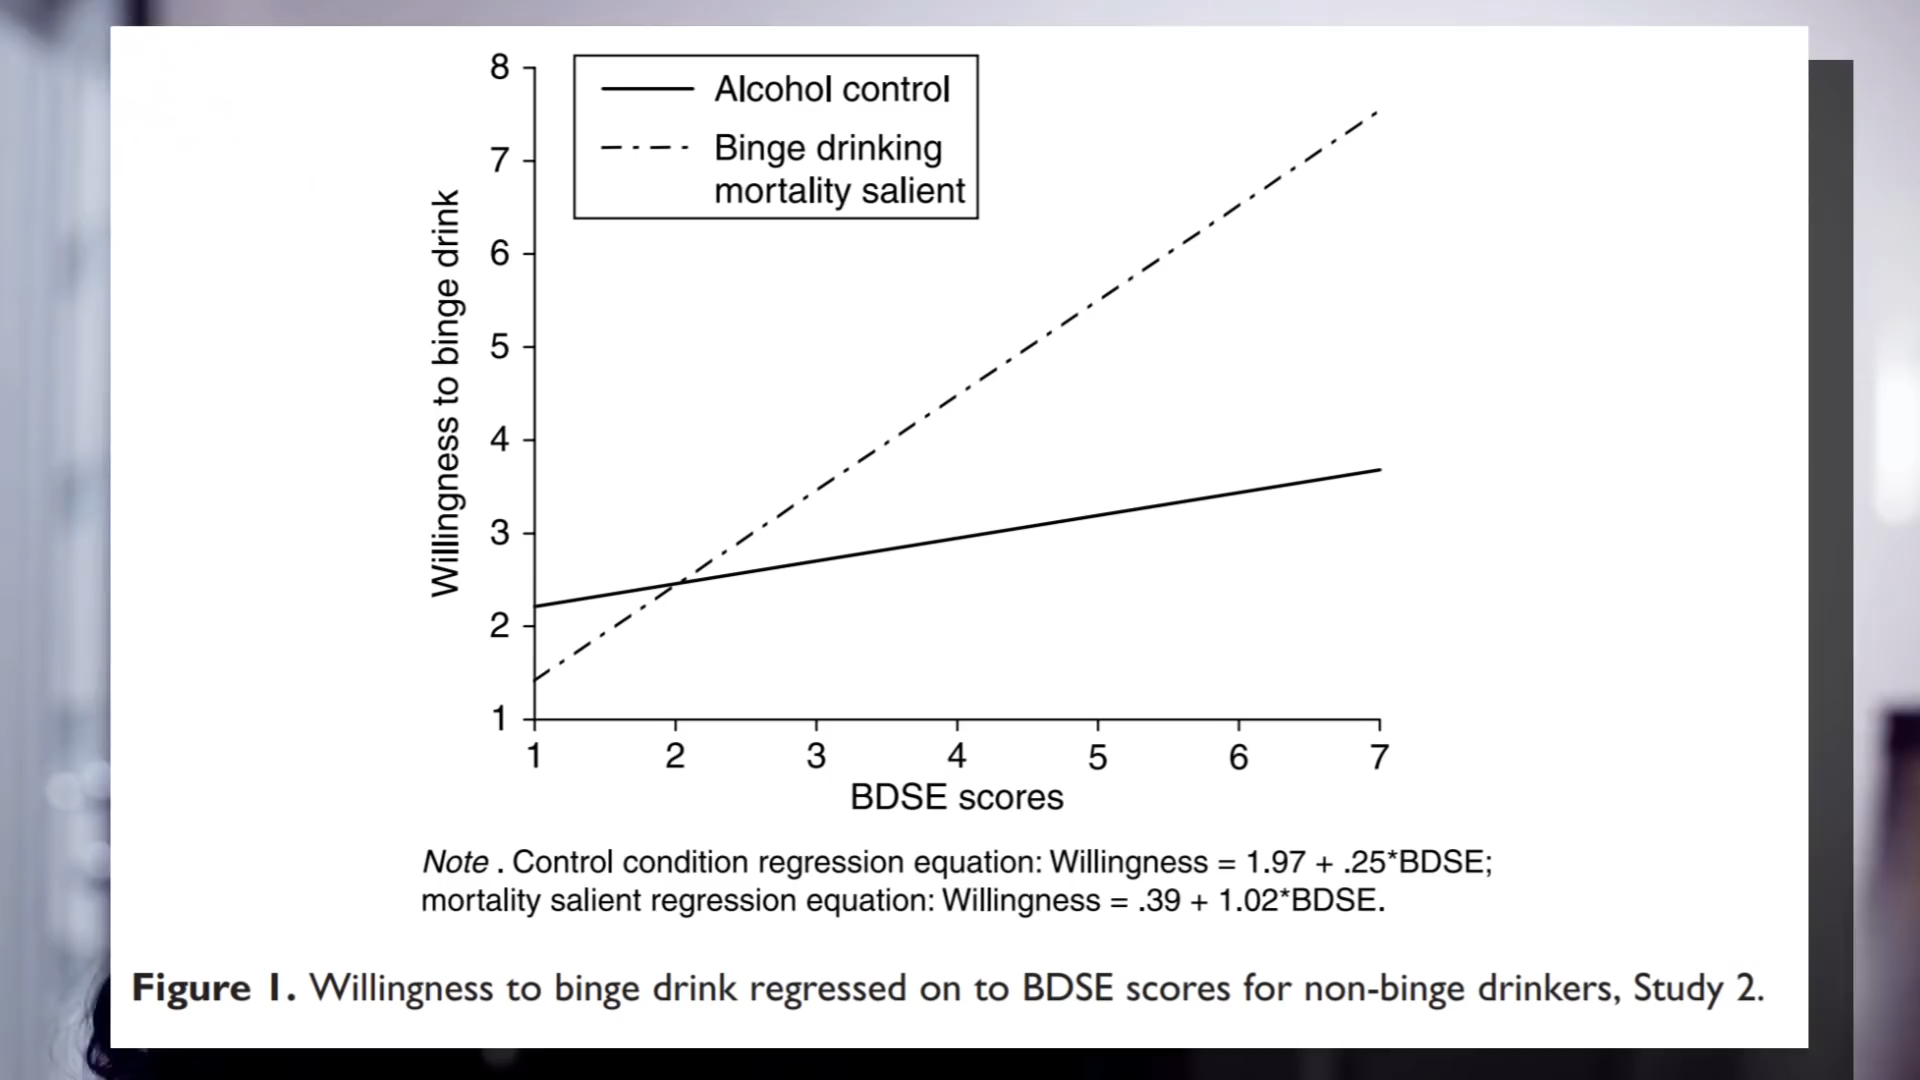 8
7
6
5
4
3
2
1
Willingness to binge drink
Alcohol control
Binge drinking
mortality salient
1 2 3 4 5 6 7
BDSE scores
Note . Control condition regression equation: Willingness = 1.97 + .25*BDSE;
mortality salient regression equation: Willingness = .39 + 1.02*BDSE.
Figure 1. Willingness to binge drink regressed on to BDSE scores for non-binge drinkers, Study 2.